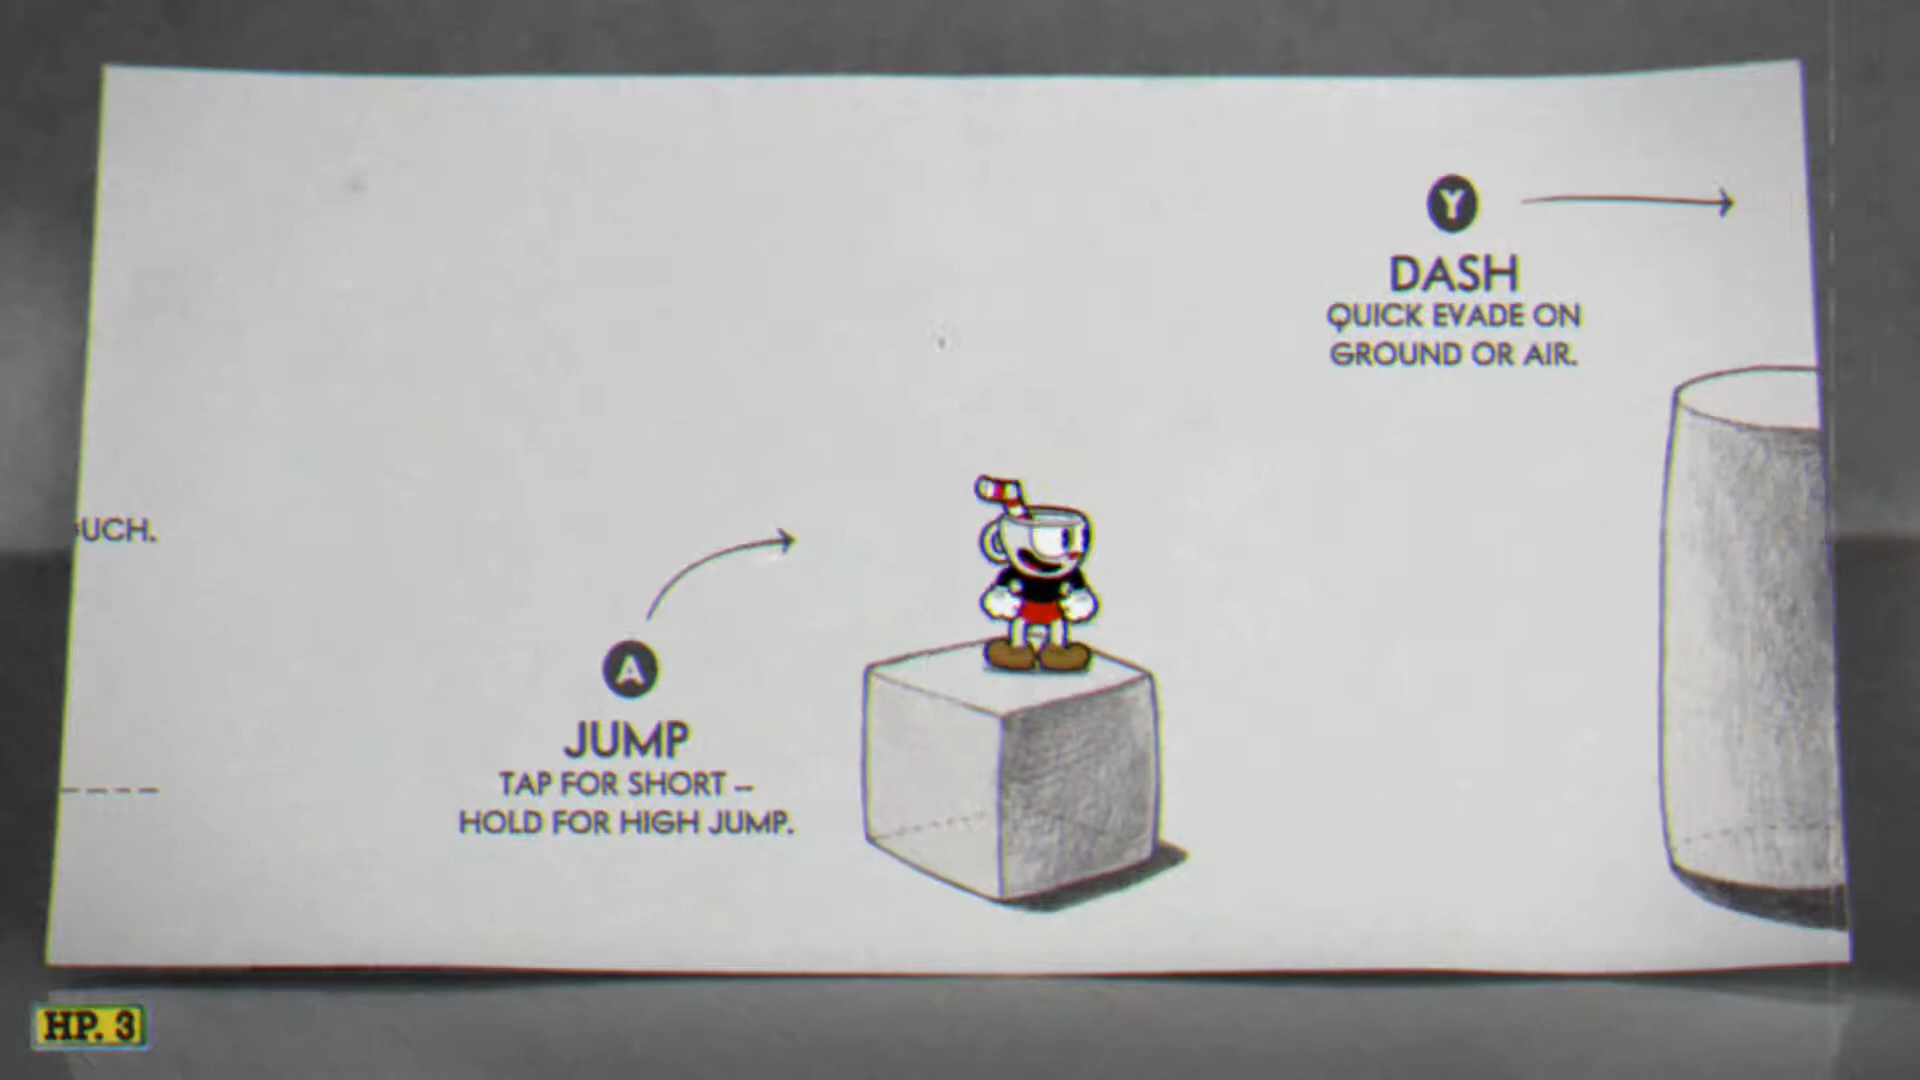 Y
DASH
QUICK EVADE ON
GROUND OR AIR.
UCH.
A
JUMP
TAP FOR SHORT –
HOLD FOR HIGH JUMP.
HP. 3